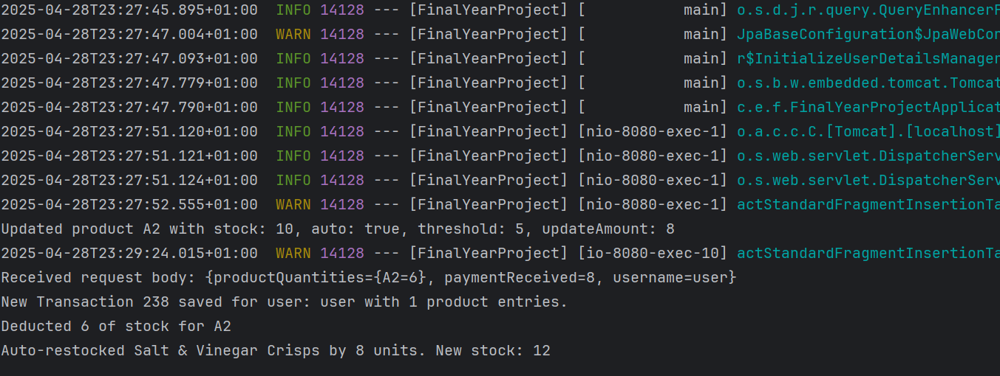 2025-04-28T23:27:45.895+01:00  INFO 14128 --- [FinalYearProject] [           main] o.s.d.j.r.query.QueryEnhancerF
2025-04-28T23:27:47.004+01:00  WARN 14128 --- [FinalYearProject] [           main] JpaBaseConfiguration$JpaWebCon
2025-04-28T23:27:47.093+01:00  INFO 14128 --- [FinalYearProject] [           main] r$InitializeUserDetailsManager
2025-04-28T23:27:47.779+01:00  INFO 14128 --- [FinalYearProject] [           main] o.s.b.w.embedded.tomcat.Tomcat
2025-04-28T23:27:47.790+01:00  INFO 14128 --- [FinalYearProject] [           main] c.e.f.FinalYearProjectApplicat
2025-04-28T23:27:51.120+01:00  INFO 14128 --- [FinalYearProject] [nio-8080-exec-1] o.a.c.c.C.[Tomcat].[localhost]
2025-04-28T23:27:51.121+01:00  INFO 14128 --- [FinalYearProject] [nio-8080-exec-1] o.s.web.servlet.DispatcherServ
2025-04-28T23:27:51.124+01:00  INFO 14128 --- [FinalYearProject] [nio-8080-exec-1] o.s.web.servlet.DispatcherServ
2025-04-28T23:27:52.555+01:00  WARN 14128 --- [FinalYearProject] [nio-8080-exec-1] actStandardFragmentInsertionTa
Updated product A2 with stock: 10, auto: true, threshold: 5, updateAmount: 8
2025-04-28T23:29:24.015+01:00  WARN 14128 --- [FinalYearProject] [io-8080-exec-10] actStandardFragmentInsertionTa
Received request body: {productQuantities={A2=6}, paymentReceived=8, username=user}
New Transaction 238 saved for user: user with 1 product entries.
Deducted 6 of stock for A2
Auto-restocked Salt & Vinegar Crisps by 8 units. New stock: 12